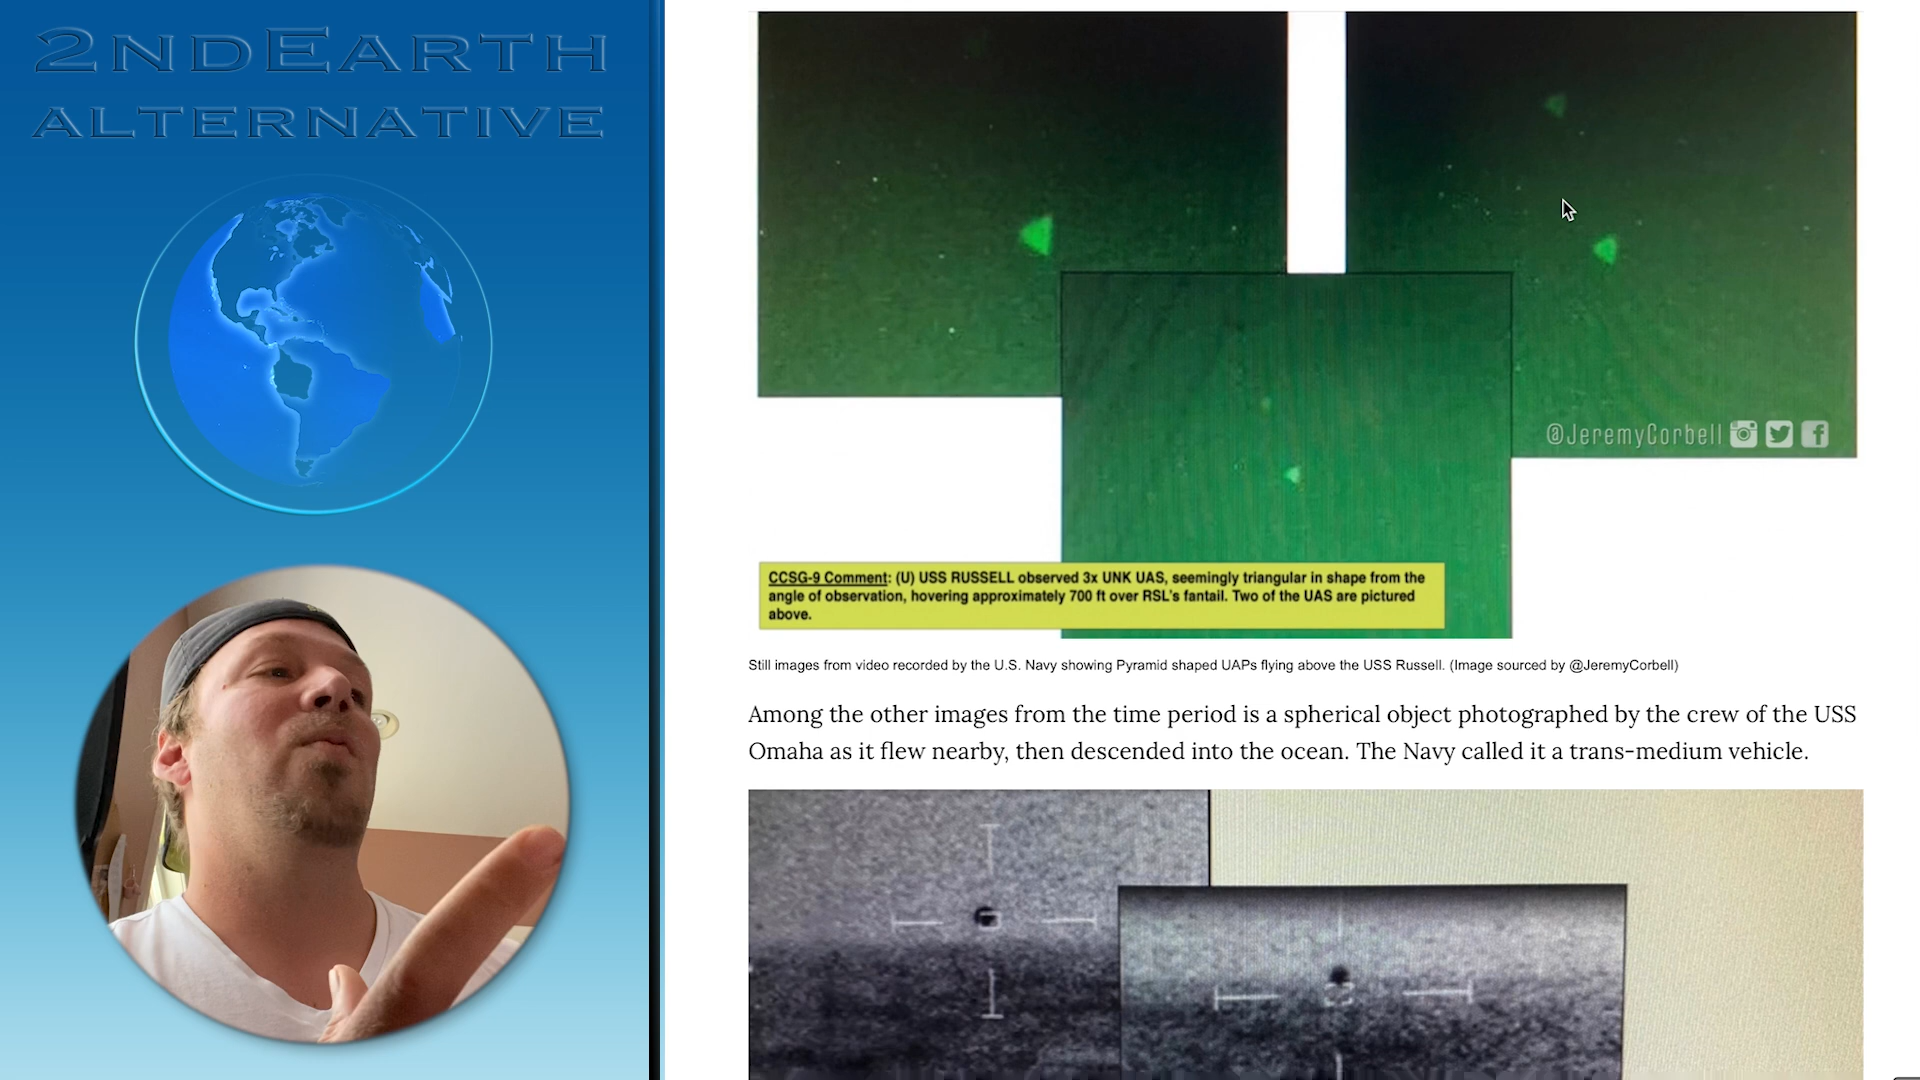 2NDEARTH
ALTERNATIVE
@JeremyCorbell
CCSG-9 Comment: (U) USS RUSSELL observed 3x UNK UAS, seemingly triangular in shape from the
angle of observation, hovering approximately 700 ft over RSL's fantail. Two of the UAS are pictured
above.
Still images from video recorded by the U.S. Navy showing Pyramid shaped UAPs flying above the USS Russell. (Image sourced by @JeremyCorbell)
Among the other images from the time period is a spherical object photographed by the crew of the USS
Omaha as it flew nearby, then descended into the ocean. The Navy called it a trans-medium vehicle.